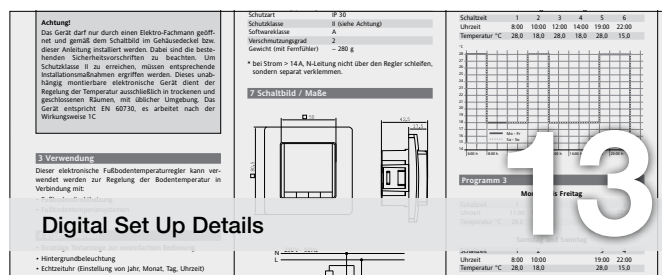 Achtung!
Das Gerät darf nur durch einen Elektro-Fachmann geöff-
net und gemäß dem Schaltbild im Gehäusedeckel bzw.
dieser Anleitung installiert werden. Dabei sind die beste-
henden Sicherheitsvorschriften zu beachten. Um
Schutzklasse II zu erreichen, müssen entsprechende
Installationsmaßnahmen ergriffen werden. Dieses unab-
hängig montierbare elektronische Gerät dient der
Regelung der Temperatur ausschließlich in trockenen und
geschlossenen Räumen, mit üblicher Umgebung. Das
Gerät entspricht EN 60730, es arbeitet nach der
Wirkungsweise 1C
3 Verwendung
Dieser elektronische Fußbodentemperaturregler kann ver-
wendet werden zur Regelung der Bodentemperatur in
Verbindung mit:
• Hintergrundbeleuchtung
• Echtzeituhr (Einstellung von Jahr, Monat, Tag, Uhrzeit)
Schutzart IP 30
Schutzklasse II (siehe Achtung)
Softwareklasse A
Verschmutzungsgrad 2
Gewicht (mit Fernfühler) ~ 280 g
* bei Strom > 14 A, N-Leitung nicht über den Regler schleifen,
sondern separat verklemmen.
7 Schaltbild / Maße
50
42,5
N
L
Schaltzeit 1 2 3 4 5 6
Uhrzeit 8:00 10:00 12:00 14:00 19:00 22:00
Temperatur °C 28,0 18,0 28,0 18,0 28,0 15,0
°C
Mo - Fr
Sa - So
Programm 3
13
Digital Set Up Details
Uhrzeit 8:00 10:00 19:00 22:00
Temperatur °C 28,0 18,0 28,0 15,0